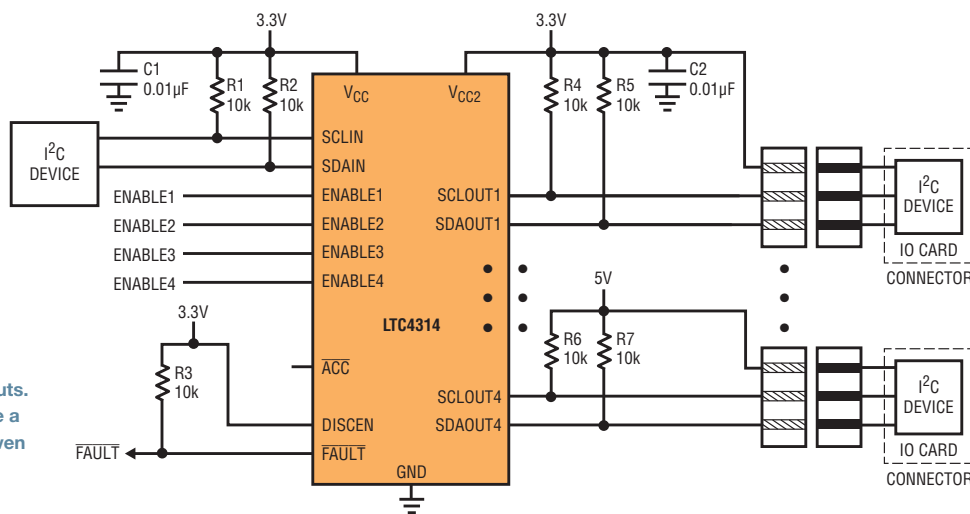 3.3V
3.3V
C1
0.01µF
R1
10k
R2
10k
VCC
VCC2
R4
10k
R5
10k
C2
0.01µF
I2C
DEVICE
SCLIN
SDAIN
ENABLE1
ENABLE1
ENABLE2
ENABLE2
ENABLE3
ENABLE3
ENABLE4
ENABLE4
SCLOUT1
SDAOUT1
I2C
DEVICE
IO CARD
CONNECTOR
3.3V
LTC4314
5V
R3
10k
ACC
R6
10k
R7
10k
SCLOUT4
SDAOUT4
I2C
DEVICE
IO CARD
CONNECTOR
uts.
e a
ven
DISCEN
FAULT
FAULT
GND